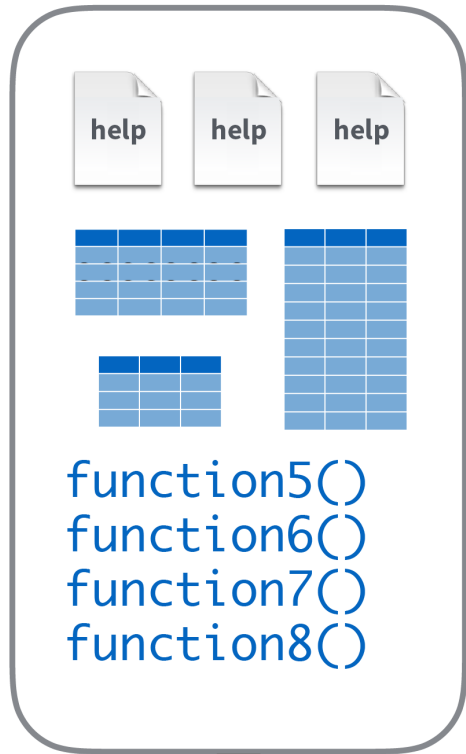 help help help
function5()
function6()
function7()
function8()